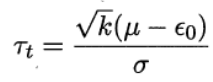 τ_t = √k(μ − ϵ_0) / σ